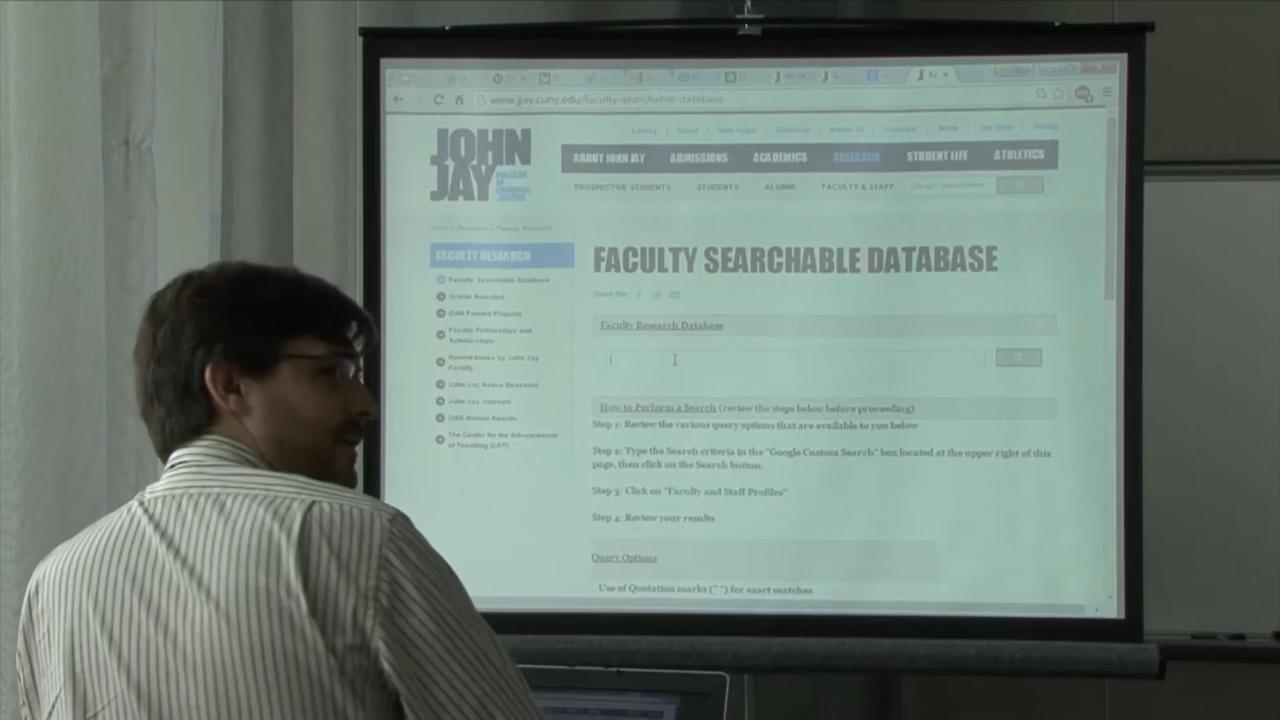 www.jjay.cuny.edu/faculty-searchable-database
JOHN
JAY
COLLEGE
OF
CRIMINAL
JUSTICE
ABOUT JOHN JAY ADMISSIONS ACADEMICS RESEARCH STUDENT LIFE ATHLETICS
PROSPECTIVE STUDENTS STUDENTS ALUMNI FACULTY & STAFF
FACULTY RESEARCH
Faculty Searchable Database
Grants Awarded
OAR Funded Projects
Faculty Fellowships and
Scholarships
Recent books by John Jay
Faculty
John Jay Active Research
John Jay Journals
OAR Annual Awards
The Center for the Advancement
of Teaching (CAT)
FACULTY SEARCHABLE DATABASE
Share this:
Faculty Research Database
How to Perform a Search (review the steps below before proceeding)
Step 1: Review the various query options that are available to you below
Step 2: Type the Search criteria in the "Google Custom Search" box located at the upper right of this
page, then click on the Search button.
Step 3: Click on "Faculty and Staff Profiles"
Step 4: Review your results
Query Options
Use of Quotation marks (" ") for exact matches